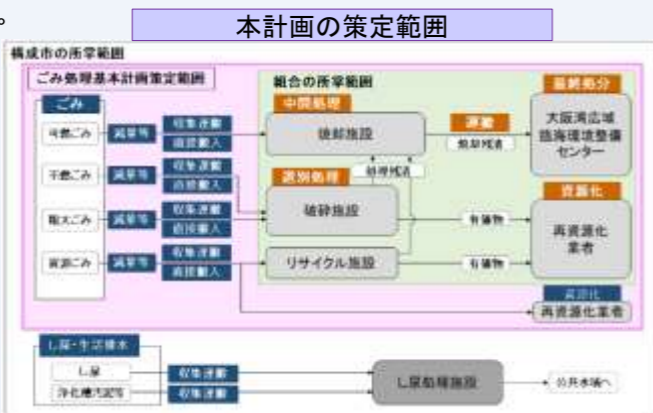 。
本計画の策定範囲
構成市の所掌範囲
ごみ処理基本計画策定範囲
組合の所掌範囲
ごみ
中間処理
最終処分
可燃ごみ
減量等
収集運搬
直接搬入
焼却施設
運搬
焼却残渣
大阪湾広域
臨海環境整備
センター
不燃ごみ
減量等
収集運搬
直接搬入
選別処理
処理残渣
資源化
粗大ごみ
減量等
収集運搬
直接搬入
破砕施設
有価物
再資源化
業者
資源ごみ
減量等
収集運搬
直接搬入
リサイクル施設
有価物
資源化
再資源化業者
し尿・生活排水
し尿
収集運搬
し尿処理施設
公共水域へ
浄化槽汚泥等
収集運搬